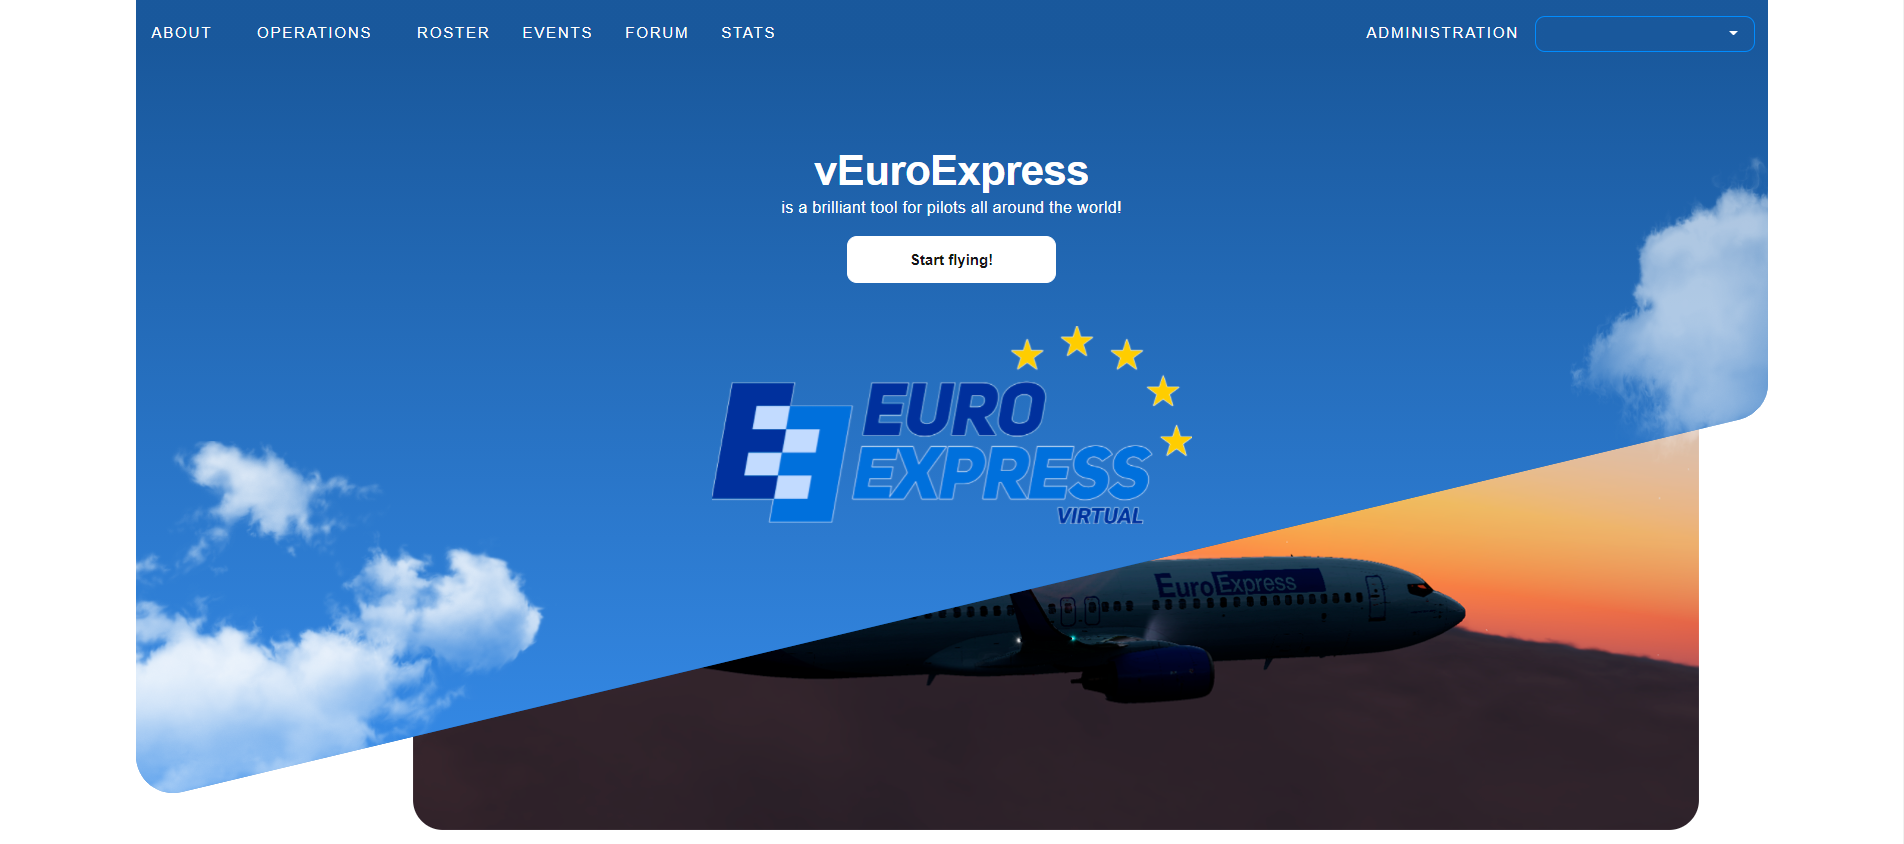 ABOUT OPERATIONS ROSTER EVENTS FORUM STATS ADMINISTRATION
vEuroExpress
is a brilliant tool for pilots all around the world!
Start flying!
EURO
EXPRESS
VIRTUAL
EuroExpress